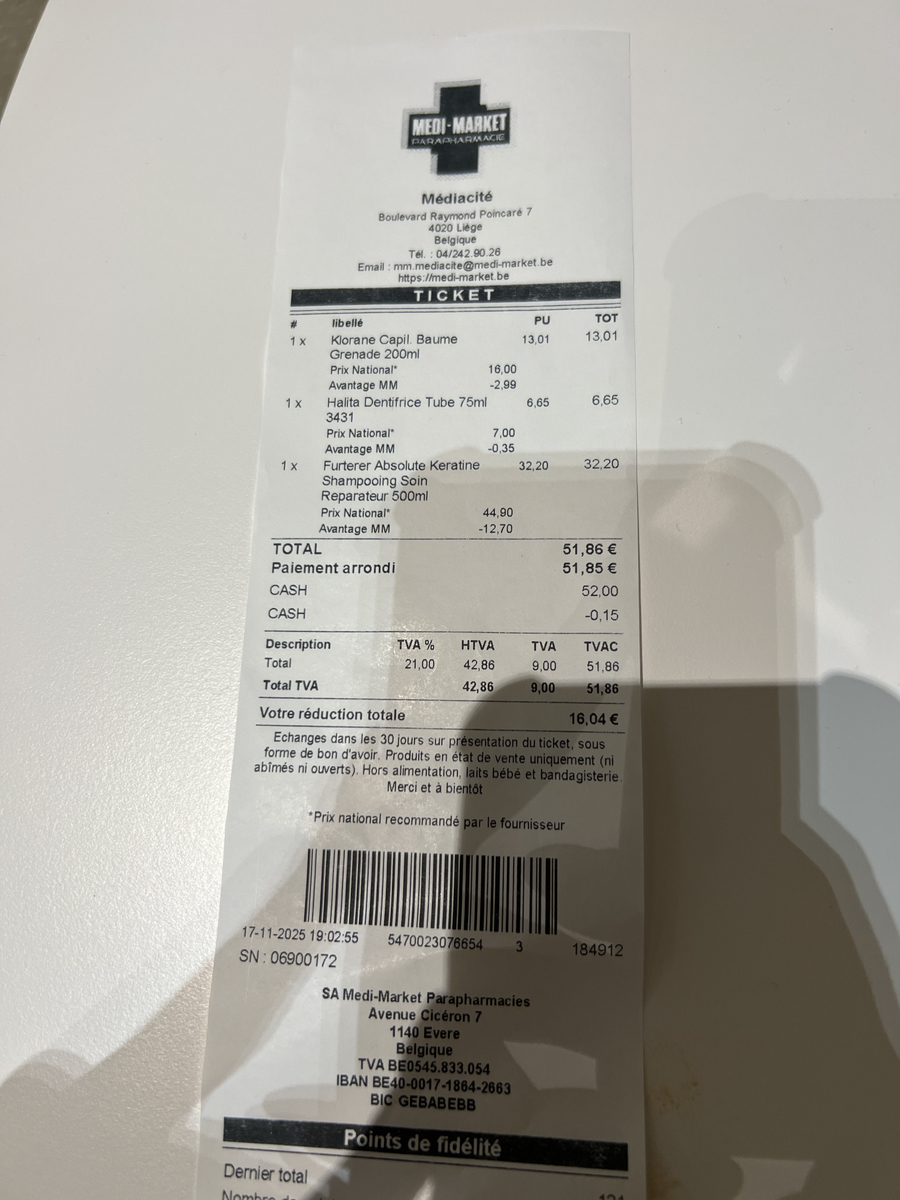 MEDI-MARKET
PARAPHARMACIE
Médiacité
Boulevard Raymond Poincaré 7
4020 Liège
Belgique
Tél. : 04/242.90.26
Email : mm.mediacite@medi-market.be
https://medi-market.be
TICKET
# libellé PU TOT
1 x Klorane Capil. Baume 13,01 13,01
Grenade 200ml
Prix National* 16,00
Avantage MM -2,99
1 x Halita Dentifrice Tube 75ml 6,65 6,65
3431
Prix National* 7,00
Avantage MM -0,35
1 x Furterer Absolute Keratine 32,20 32,20
Shampooing Soin
Reparateur 500ml
Prix National* 44,90
Avantage MM -12,70
TOTAL 51,86 €
Paiement arrondi 51,85 €
CASH 52,00
CASH -0,15
Description TVA % HTVA TVA TVAC
Total 21,00 42,86 9,00 51,86
Total TVA 42,86 9,00 51,86
Votre réduction totale 16,04 €
Echanges dans les 30 jours sur présentation du ticket, sous
forme de bon d'avoir. Produits en état de vente uniquement (ni
abîmés ni ouverts). Hors alimentation, laits bébé et bandagisterie.
Merci et à bientôt
*Prix national recommandé par le fournisseur
17-11-2025 19:02:55 5470023076654 3 184912
SN : 06900172
SA Medi-Market Parapharmacies
Avenue Cicéron 7
1140 Evere
Belgique
TVA BE0545.833.054
IBAN BE40-0017-1864-2663
BIC GEBABEBB
Points de fidélité
Dernier total